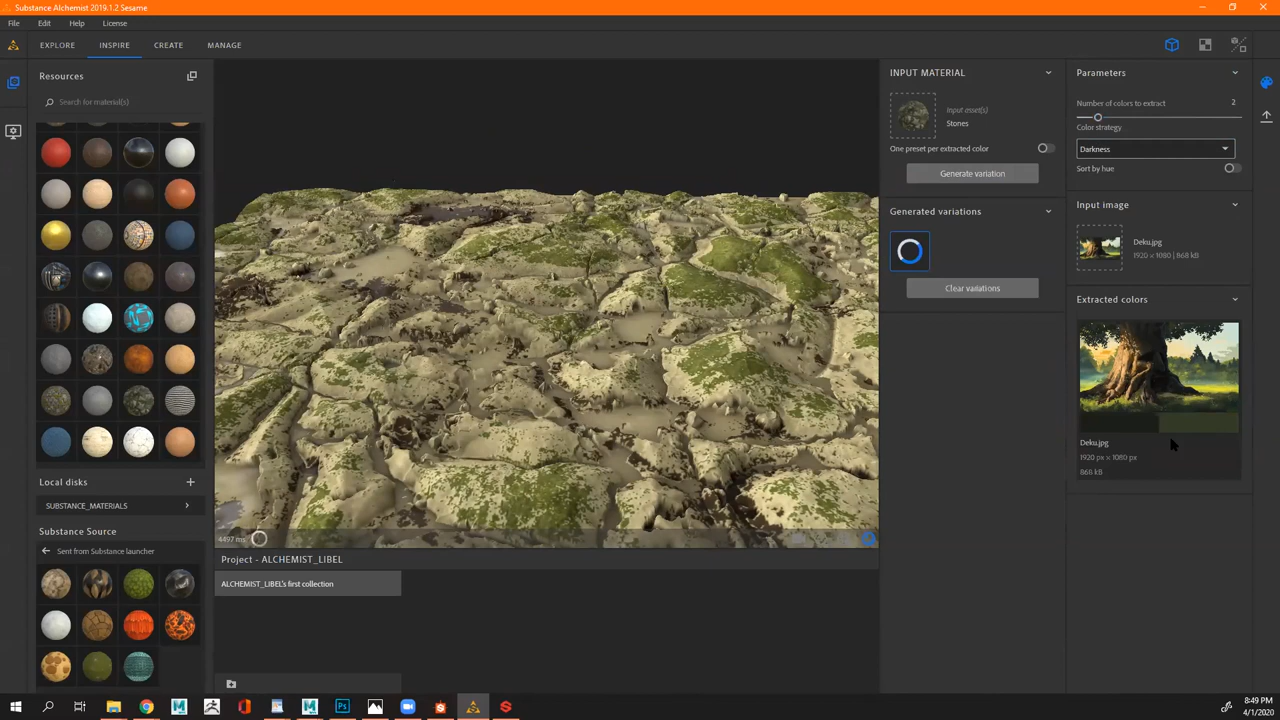 Substance Alchemist 2019.1.2 Sesame
File Edit Help License
EXPLORE INSPIRE CREATE MANAGE
Resources
Search for material(s)
Local disks
SUBSTANCE_MATERIALS
Substance Source
Sent from Substance launcher
4497 ms
Project - ALCHEMIST_LIBEL
ALCHEMIST_LIBEL's first collection
INPUT MATERIAL
Input asset(s)
Stones
One preset per extracted color
Generate variation
Generated variations
Clear variations
Parameters
Number of colors to extract 2
Color strategy
Darkness
Sort by hue
Input image
Deku.jpg
1920 x 1080 | 868 kB
Extracted colors
Deku.jpg
1920 px x 1080 px
868 kB
8:49 PM
4/1/2020